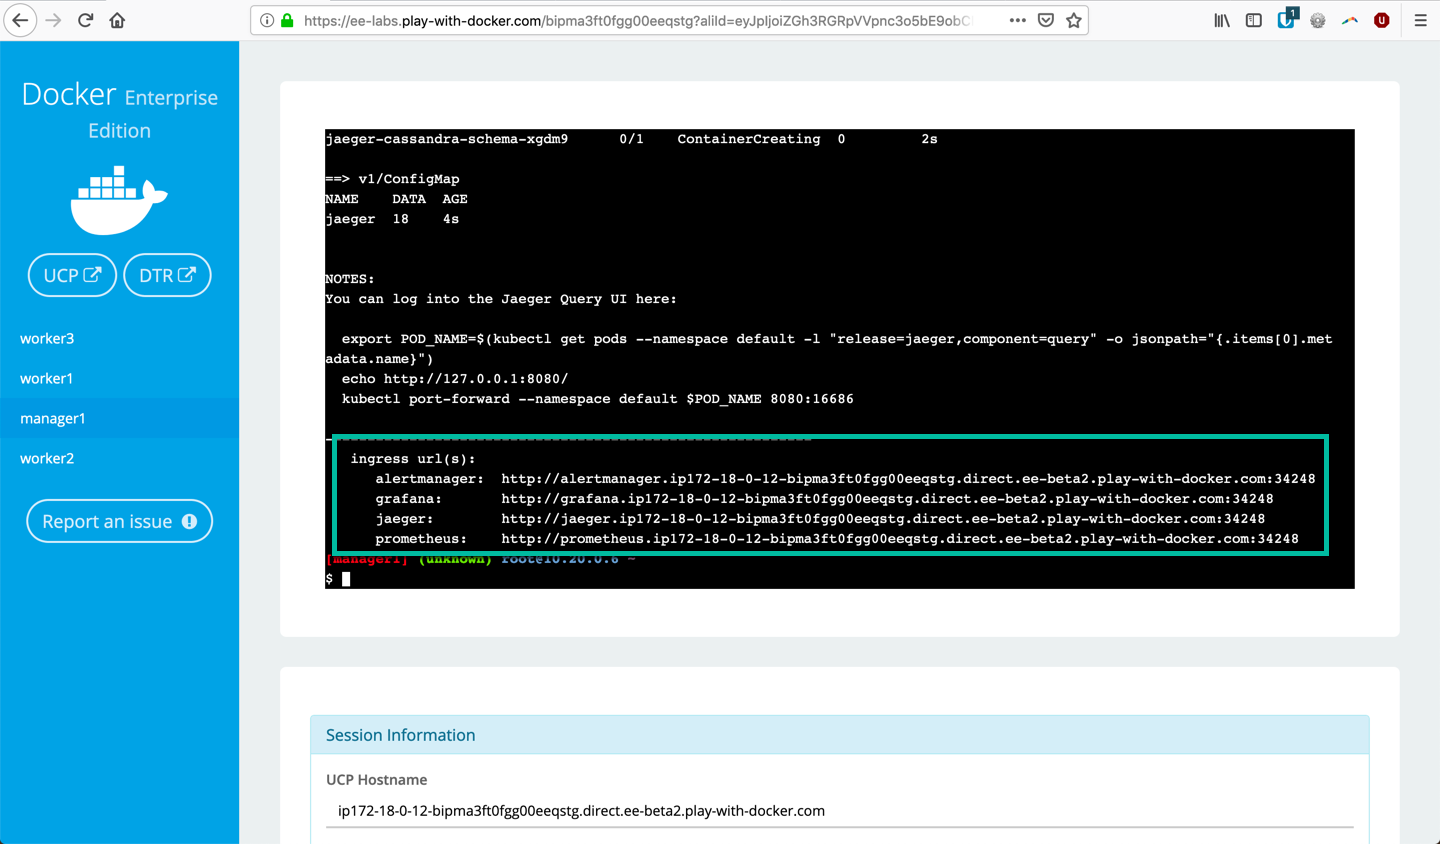 https://ee-labs.play-with-docker.com/bipma3ft0fgg00eeqstg?aliId=eyJpIjoiZGh3RGRpVVpnc3o5bE9obC
1
Docker Enterprise
Edition
UCP
DTR
worker3
worker1
manager1
worker2
Report an issue
jaeger-cassandra-schema-xgdm9 0/1 ContainerCreating 0 2s
==> v1/ConfigMap
NAME DATA AGE
jaeger 18 4s
NOTES:
You can log into the Jaeger Query UI here:
export POD_NAME=$(kubectl get pods --namespace default -l "release=jaeger,component=query" -o jsonpath="{.items[0].met
adata.name}")
echo http://127.0.0.1:8080/
kubectl port-forward --namespace default $POD_NAME 8080:16686
ingress url(s):
alertmanager: http://alertmanager.ip172-18-0-12-bipma3ft0fgg00eeqstg.direct.ee-beta2.play-with-docker.com:34248
grafana: http://grafana.ip172-18-0-12-bipma3ft0fgg00eeqstg.direct.ee-beta2.play-with-docker.com:34248
jaeger: http://jaeger.ip172-18-0-12-bipma3ft0fgg00eeqstg.direct.ee-beta2.play-with-docker.com:34248
prometheus: http://prometheus.ip172-18-0-12-bipma3ft0fgg00eeqstg.direct.ee-beta2.play-with-docker.com:34248
[manager1] (unknown) root@10.20.0.6 ~
$
Session Information
UCP Hostname
ip172-18-0-12-bipma3ft0fgg00eeqstg.direct.ee-beta2.play-with-docker.com